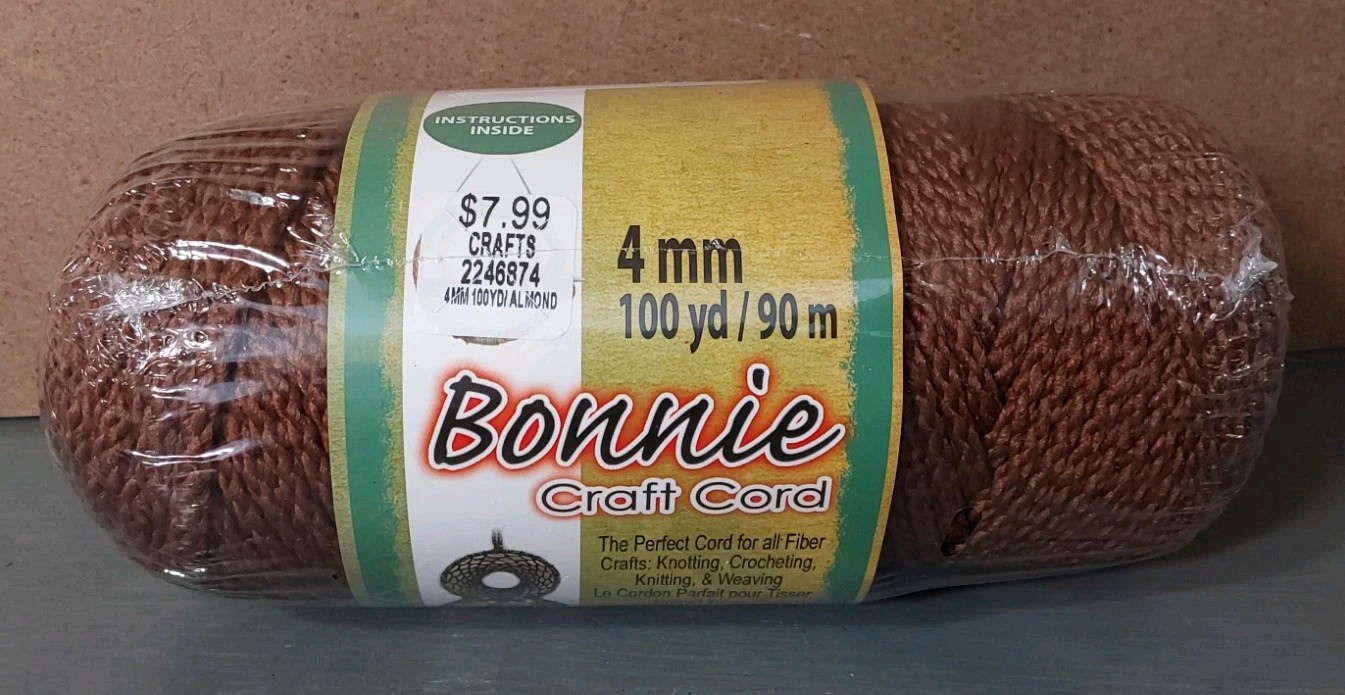 INSTRUCTIONS
INSIDE
$7.99
CRAFTS
2246874
4MM 100YD/ ALMOND
4 mm
100 yd / 90 m
Bonnie
Craft Cord
The Perfect Cord for all Fiber
Crafts: Knotting, Crocheting,
Knitting, & Weaving
Le Cordon Parfait pour Tisser